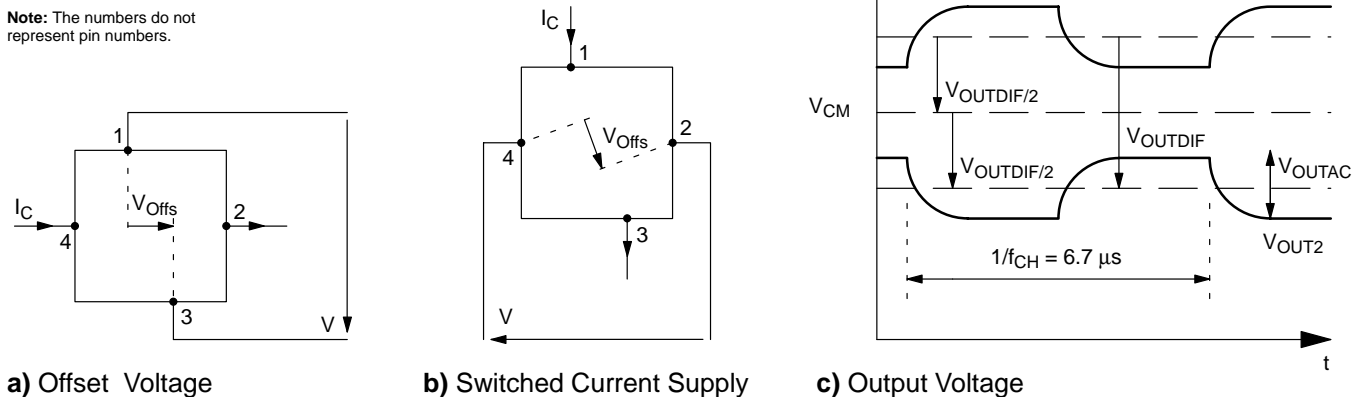 Note: The numbers do not
represent pin numbers.
1
I_C
V_Offs
4
2
3
V
a) Offset Voltage
I_C
1
V_Offs
4
2
3
V
b) Switched Current Supply
V_OUTDIF/2
V_CM
V_OUTDIF
V_OUTDIF/2
V_OUTAC
V_OUT2
1/f_CH = 6.7 μs
t
c) Output Voltage